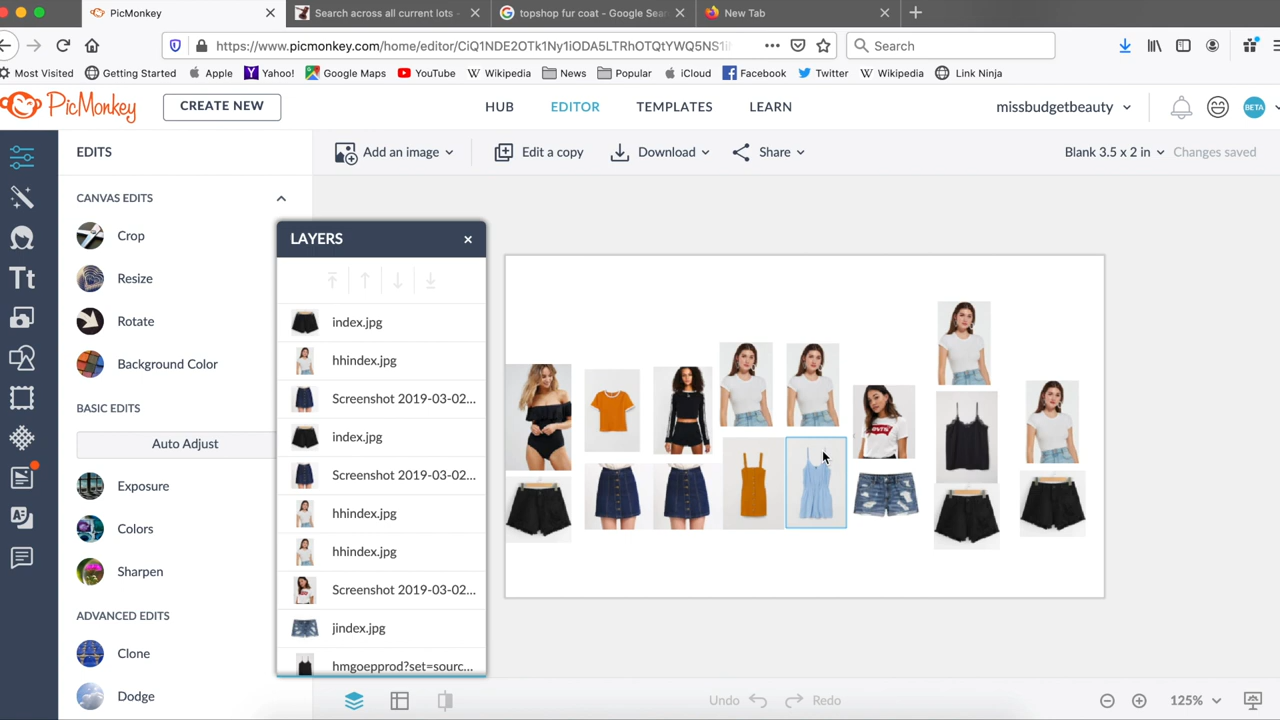 PicMonkey
Search across all current lots -
topshop fur coat - Google Sear
New Tab
https://www.picmonkey.com/home/editor/
Search
Most Visited
Getting Started
Apple
Yahoo!
Google Maps
YouTube
Wikipedia
News
Popular
iCloud
Facebook
Twitter
Wikipedia
Link Ninja
PicMonkey
CREATE NEW
HUB
EDITOR
TEMPLATES
LEARN
missbudgetbeauty
BETA
EDITS
Add an image
Edit a copy
Download
Share
Blank 3.5 x 2 in
Changes saved
CANVAS EDITS
Crop
Resize
Rotate
Background Color
BASIC EDITS
Auto Adjust
Exposure
Colors
Sharpen
ADVANCED EDITS
Clone
Dodge
LAYERS
index.jpg
hhindex.jpg
Screenshot 2019-03-02...
index.jpg
Screenshot 2019-03-02...
hhindex.jpg
hhindex.jpg
Screenshot 2019-03-02...
jindex.jpg
hmgoepprod?set=sourc...
Tt
Undo
Redo
125%